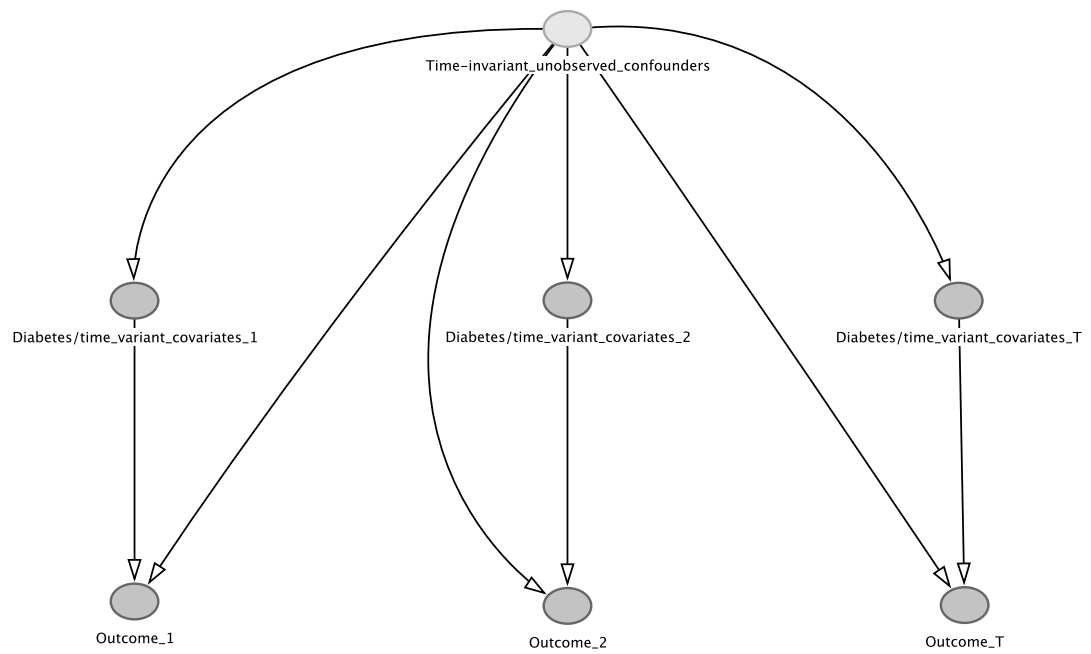 Time-invariant_unobserved_confounders
Diabetes/time_variant_covariates_1
Diabetes/time_variant_covariates_2
Diabetes/time_variant_covariates_T
Outcome_1
Outcome_2
Outcome_T